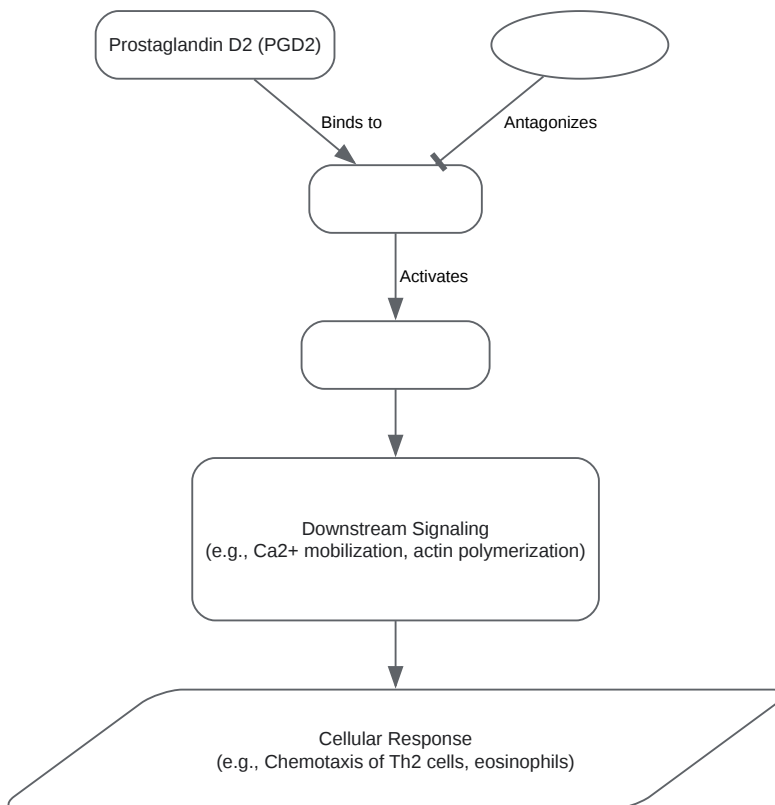 Prostaglandin D2 (PGD2)
Binds to
Antagonizes
Activates
Downstream Signaling
(e.g., Ca2+ mobilization, actin polymerization)
Cellular Response
(e.g., Chemotaxis of Th2 cells, eosinophils)